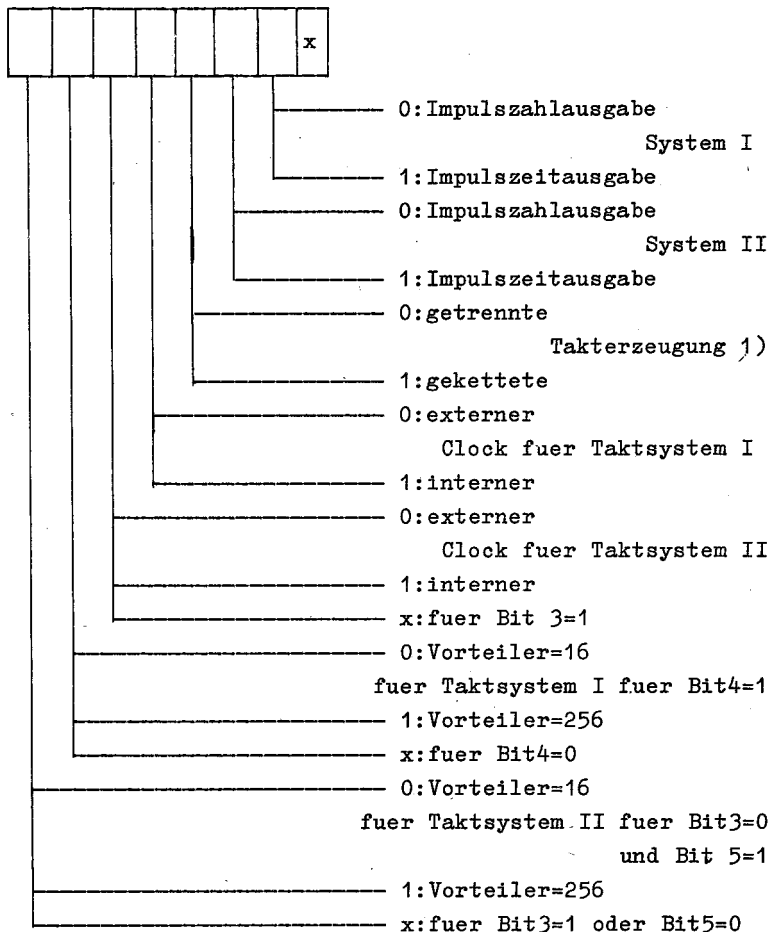 x
0:Impulszahlausgabe
System I
1:Impulszeitausgabe
0:Impulszahlausgabe
System II
1:Impulszeitausgabe
0:getrennte
Takterzeugung 1)
1:gekettete
0:externer
Clock fuer Taktsystem I
1:interner
0:externer
Clock fuer Taktsystem II
1:interner
x:fuer Bit 3=1
0:Vorteiler=16
fuer Taktsystem I fuer Bit4=1
1:Vorteiler=256
x:fuer Bit4=0
0:Vorteiler=16
fuer Taktsystem II fuer Bit3=0
und Bit 5=1
1:Vorteiler=256
x:fuer Bit3=1 oder Bit5=0